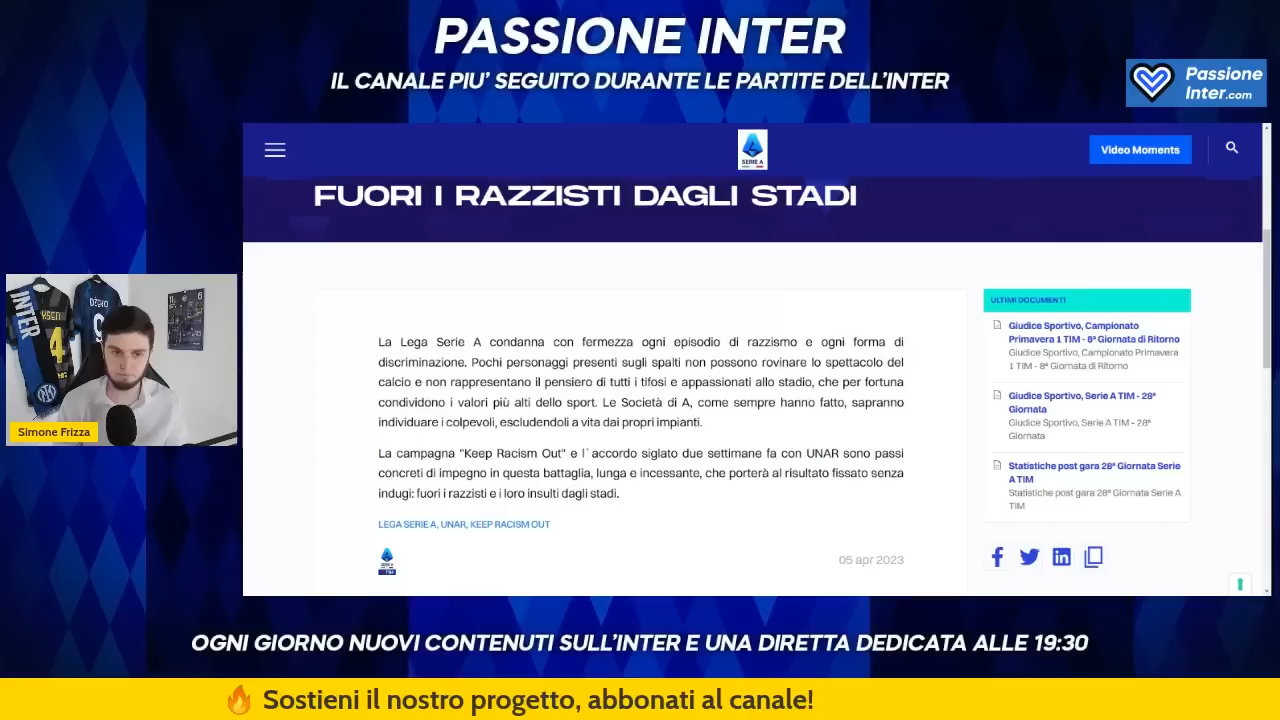 PASSIONE INTER
IL CANALE PIU' SEGUITO DURANTE LE PARTITE DELL'INTER
Passione
Inter.com
SERIE A
Video Moments
FUORI I RAZZISTI DAGLI STADI
La Lega Serie A condanna con fermezza ogni episodio di razzismo e ogni forma di
discriminazione. Pochi personaggi presenti sugli spalti non possono rovinare lo spettacolo del
calcio e non rappresentano il pensiero di tutti i tifosi e appassionati allo stadio, che per fortuna
condividono i valori più alti dello sport. Le Società di A, come sempre hanno fatto, sapranno
individuare i colpevoli, escludendoli a vita dai propri impianti.
La campagna "Keep Racism Out" e l`accordo siglato due settimane fa con UNAR sono passi
concreti di impegno in questa battaglia, lunga e incessante, che porterà al risultato fissato senza
indugi: fuori i razzisti e i loro insulti dagli stadi.
LEGA SERIE A, UNAR, KEEP RACISM OUT
SERIE A
TIM
05 apr 2023
ULTIMI DOCUMENTI
Giudice Sportivo, Campionato
Primavera 1 TIM - 8ª Giornata di Ritorno
Giudice Sportivo, Campionato Primavera
1 TIM - 8ª Giornata di Ritorno
Giudice Sportivo, Serie A TIM - 28ª
Giornata
Giudice Sportivo, Serie A TIM - 28ª
Giornata
Statistiche post gara 28ª Giornata Serie
A TIM
Statistiche post gara 28ª Giornata Serie A
TIM
INTER
4
DŽEKO
9
Simone Frizza
OGNI GIORNO NUOVI CONTENUTI SULL'INTER E UNA DIRETTA DEDICATA ALLE 19:30
Sostieni il nostro progetto, abbonati al canale!